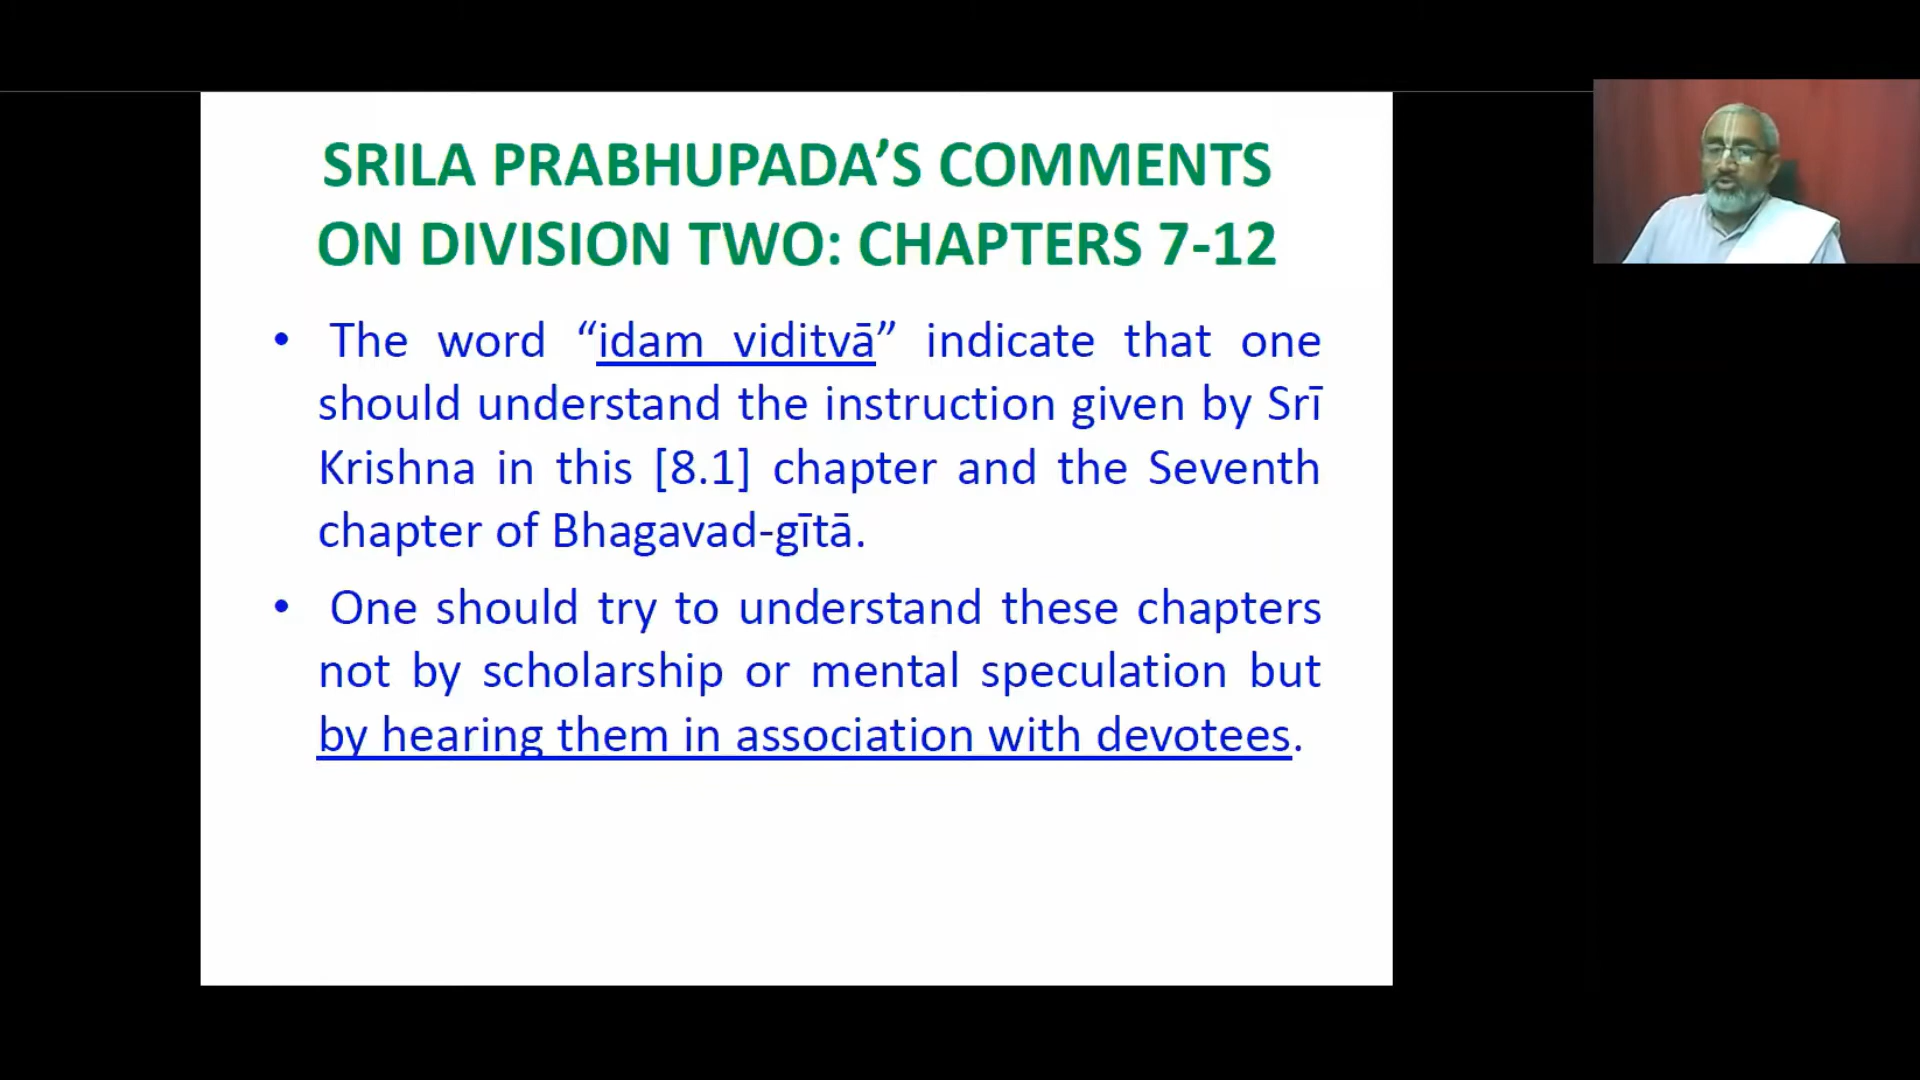 SRILA PRABHUPADA’S COMMENTS
ON DIVISION TWO: CHAPTERS 7-12
• The word “idam viditvā” indicate that one
should understand the instruction given by Srī
Krishna in this [8.1] chapter and the Seventh
chapter of Bhagavad-gītā.
• One should try to understand these chapters
not by scholarship or mental speculation but
by hearing them in association with devotees.